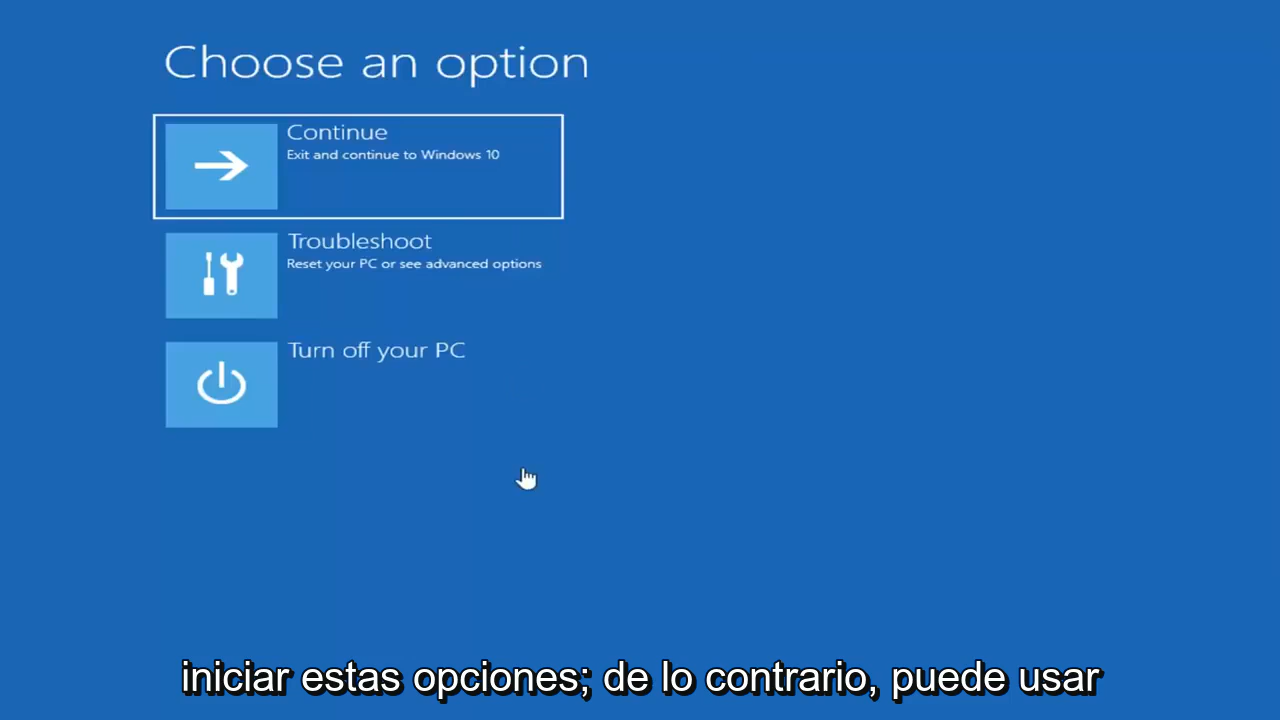 Choose an option
Continue
Exit and continue to Windows 10
Troubleshoot
Reset your PC or see advanced options
Turn off your PC
iniciar estas opciones; de lo contrario, puede usar